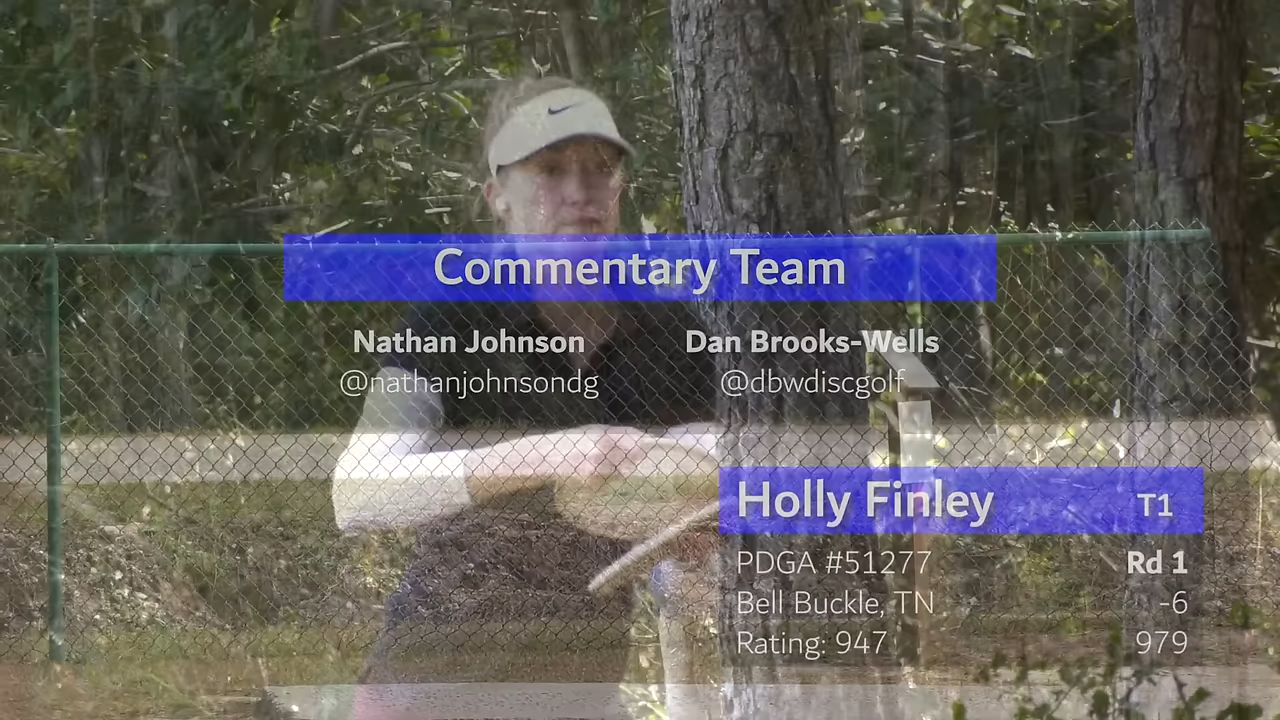 Commentary Team
Nathan Johnson Dan Brooks-Wells
@nathanjohnsondg @dbwdiscgolf
Holly Finley T1
PDGA #51277 Rd 1
Bell Buckle, TN -6
Rating: 947 979